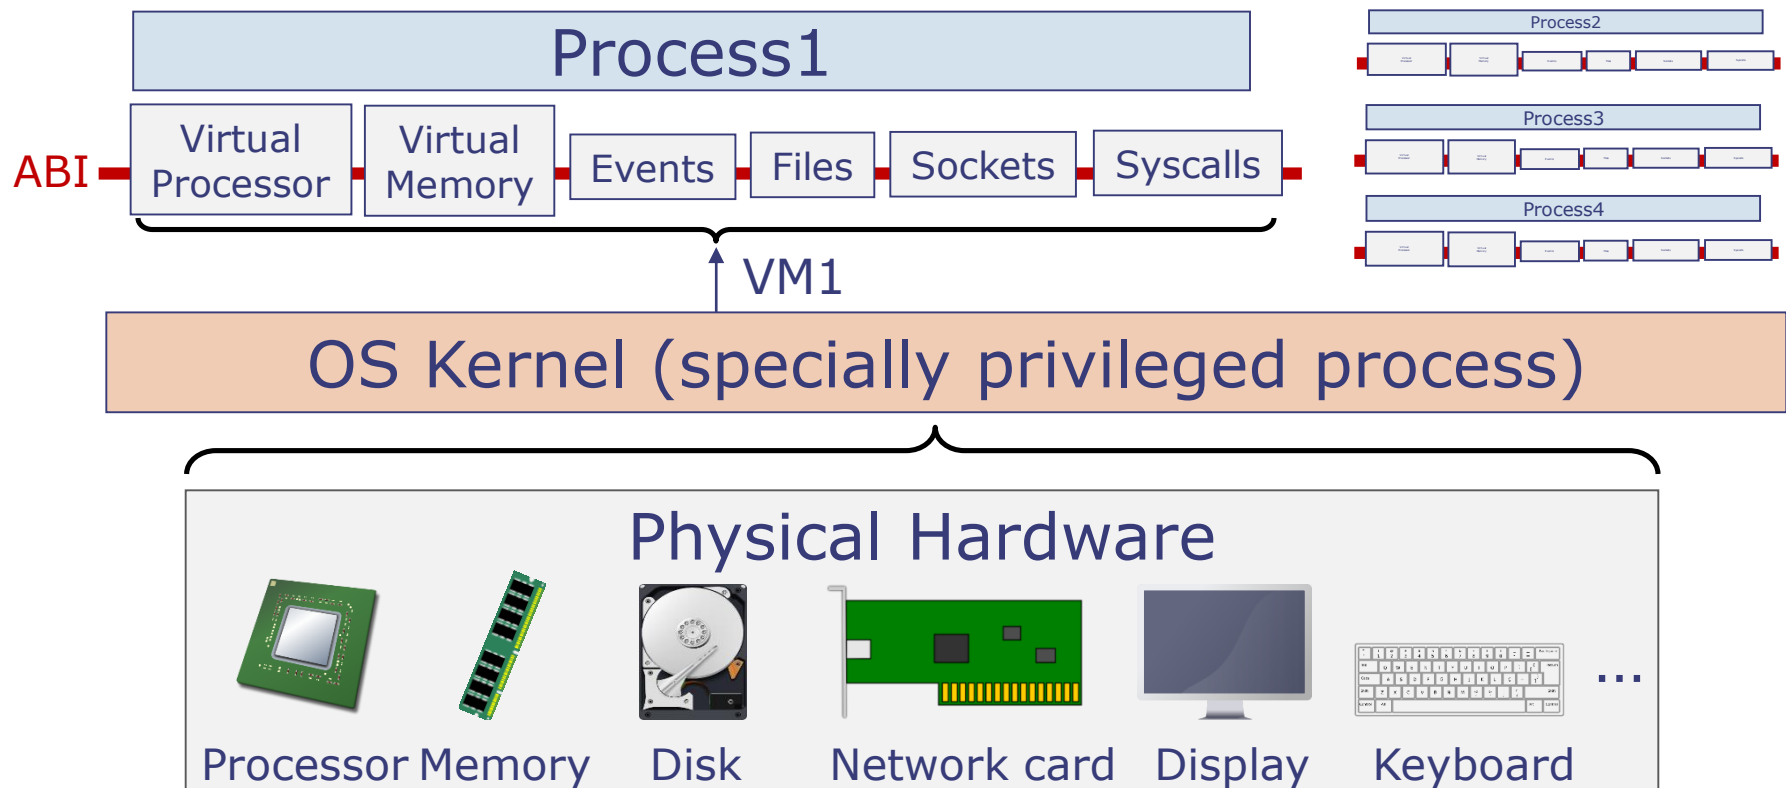 Process1
ABI
Virtual
Processor
Virtual
Memory
Events
Files
Sockets
Syscalls
VM1
Process2
Process3
Process4
OS Kernel (specially privileged process)
Physical Hardware
Processor
Memory
Disk
Network card
Display
Keyboard
...